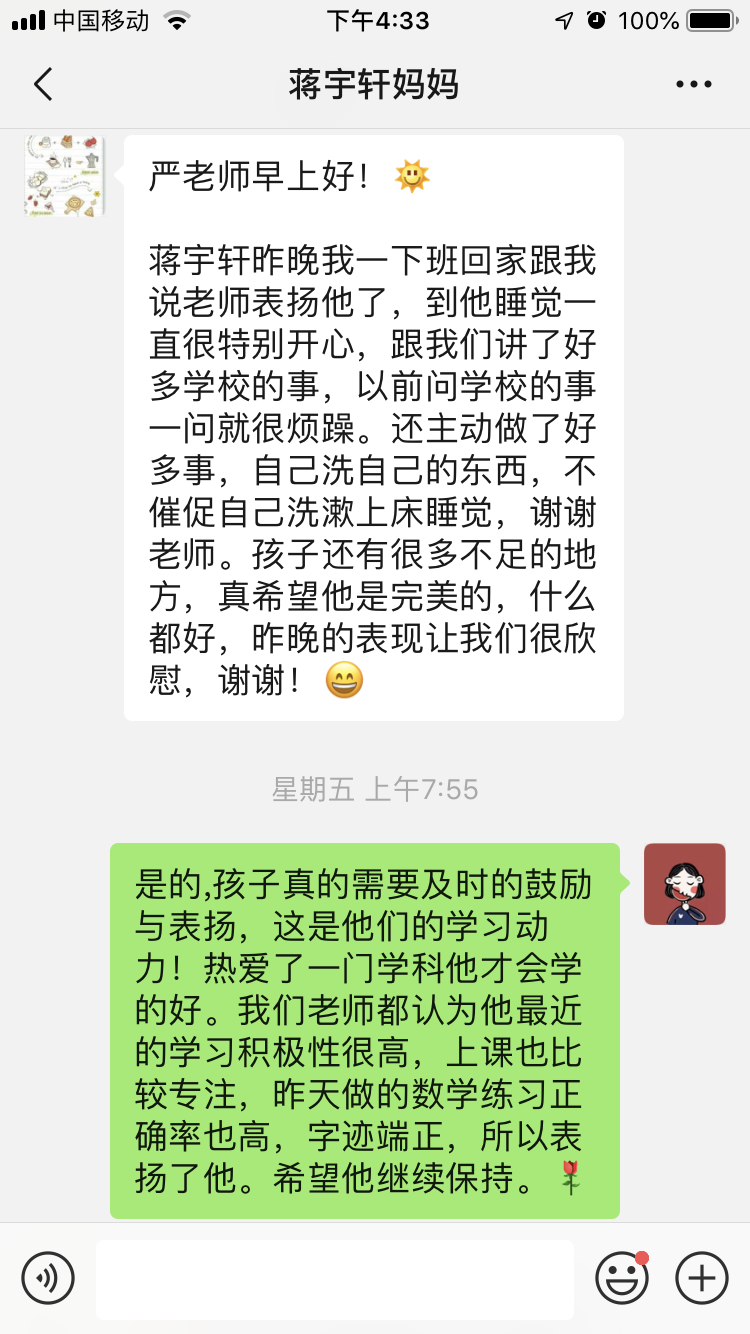 中国移动
下午4:33
100%
蒋宇轩妈妈
严老师早上好！
蒋宇轩昨晚我一下班回家跟我
说老师表扬他了，到他睡觉一
直很特别开心，跟我们讲了好
多学校的事，以前问学校的事
一问就很烦躁。还主动做了好
多事，自己洗自己的东西，不
催促自己洗漱上床睡觉，谢谢
老师。孩子还有很多不足的地
方，真希望他是完美的，什么
都好，昨晚的表现让我们很欣
慰，谢谢！
星期五 上午7:55
是的,孩子真的需要及时的鼓励
与表扬，这是他们的学习动
力！热爱了一门学科他才会学
的好。我们老师都认为他最近
的学习积极性很高，上课也比
较专注，昨天做的数学练习正
确率也高，字迹端正，所以表
扬了他。希望他继续保持。